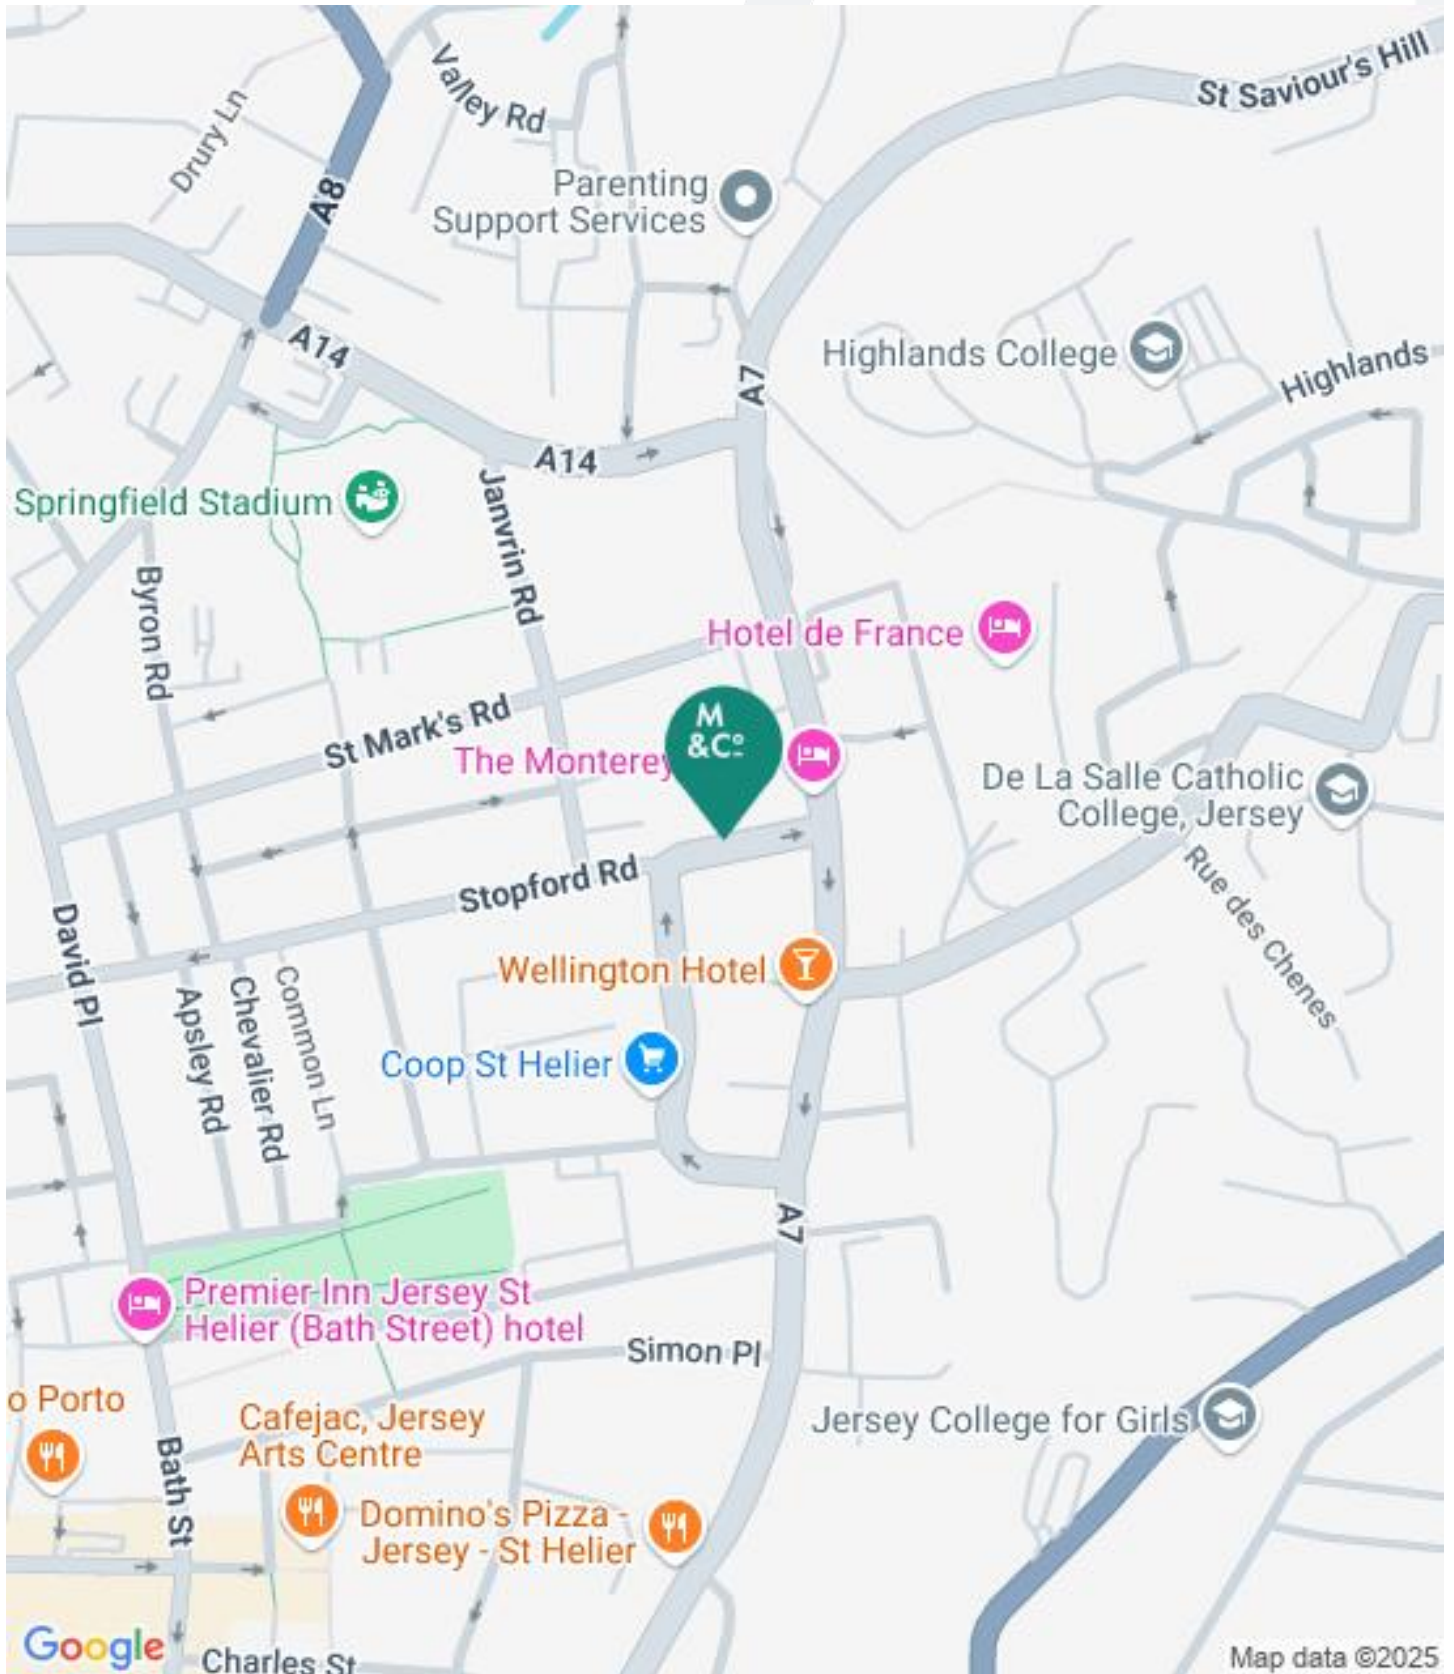 St Saviour's Hill
Valley Rd
Drury Ln
A8
Parenting
Support Services
A14
A7
Highlands College
Highlands
A14
Springfield Stadium
Janvrin Rd
Byron Rd
Hotel de France
St Mark's Rd
M
&Cº
The Monterey
De La Salle Catholic
College, Jersey
Stopford Rd
Rue des Chenes
David Pl
Wellington Hotel
Apsley Rd
Chevalier Rd
Common Ln
Coop St Helier
A7
Premier Inn Jersey St
Helier (Bath Street) hotel
Simon Pl
o Porto
Cafejac, Jersey
Arts Centre
Jersey College for Girls
Bath St
Domino's Pizza -
Jersey - St Helier
Google
Charles St
Map data ©2025